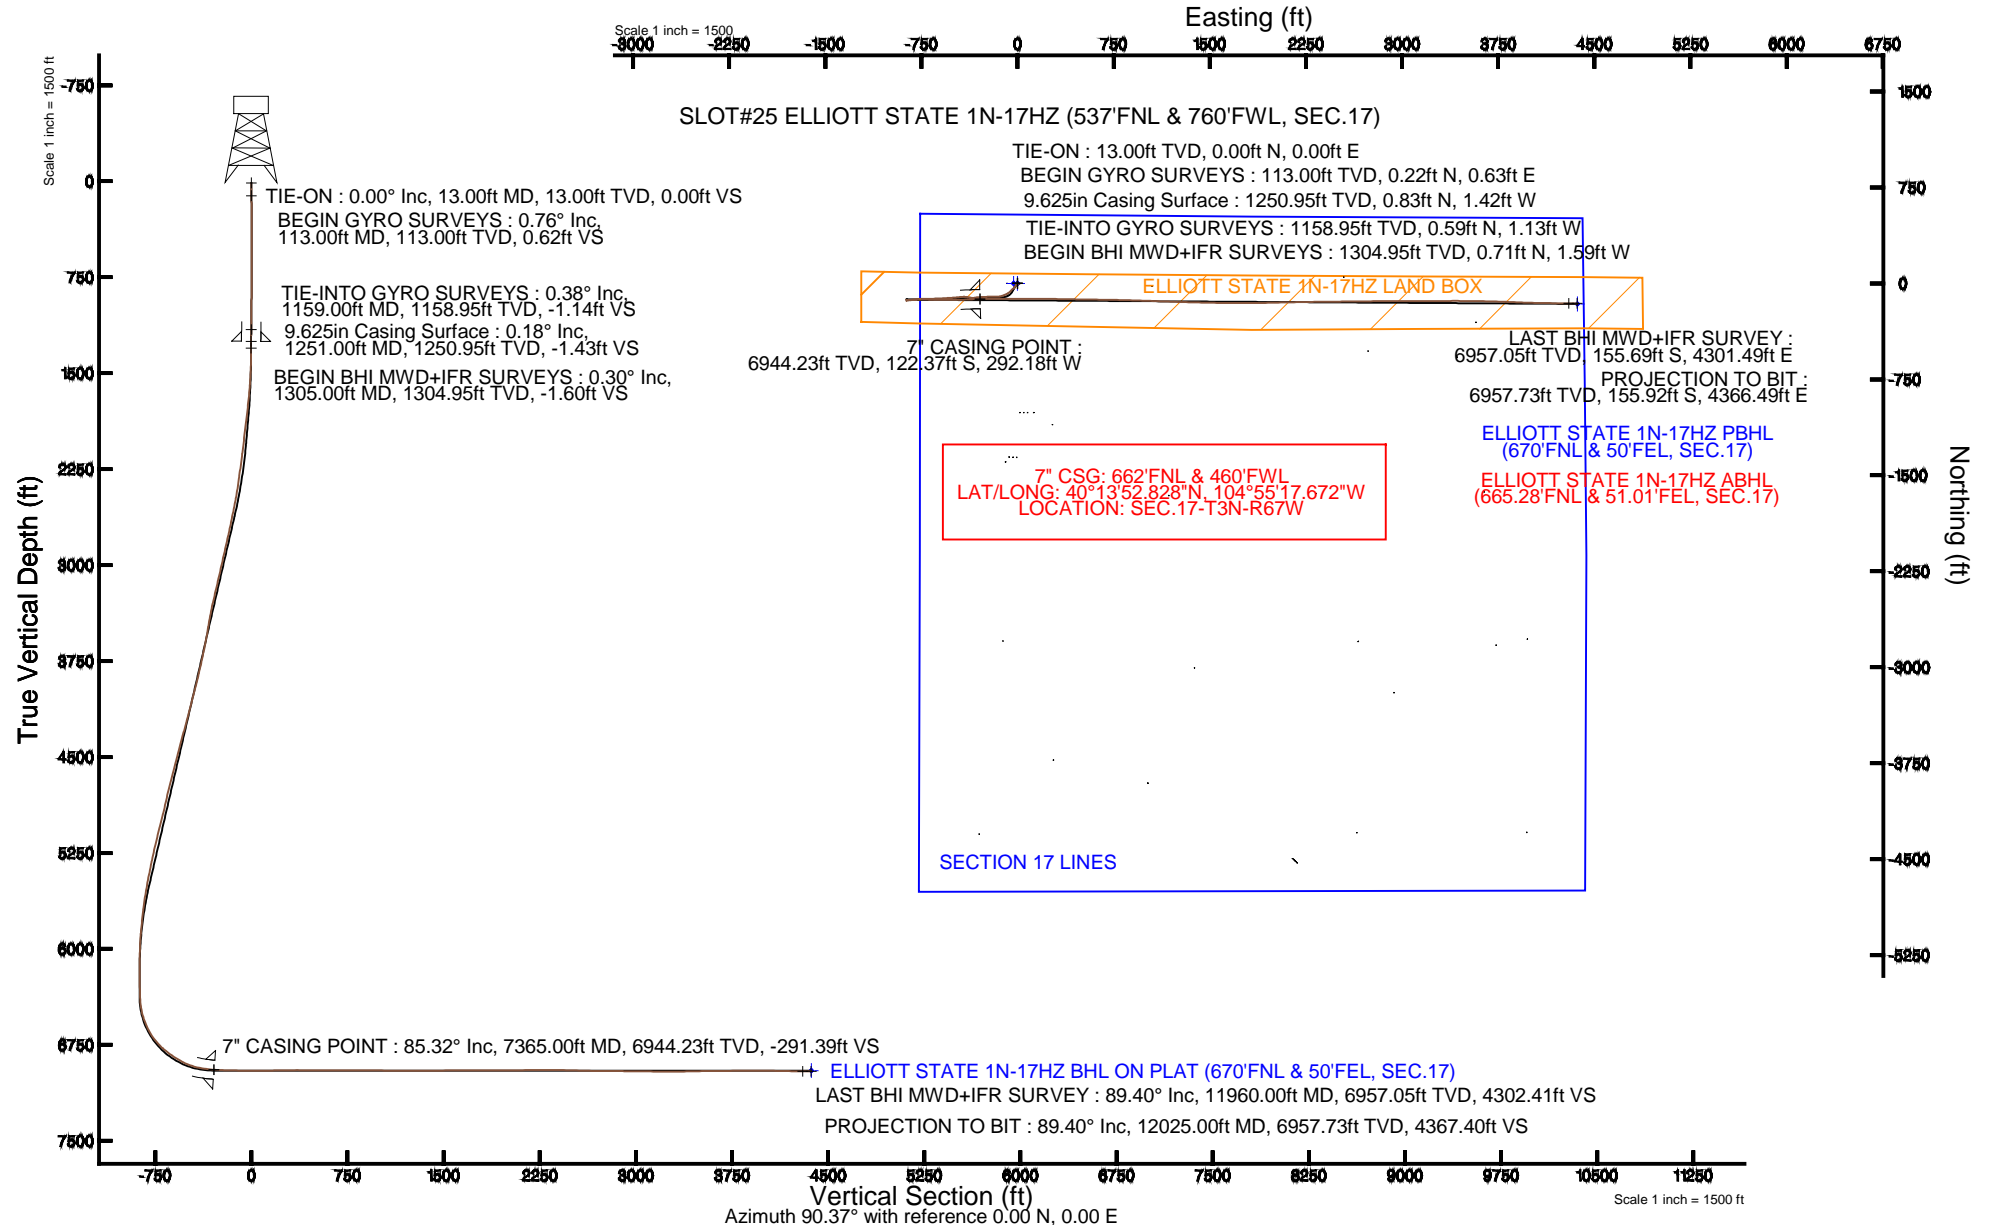 Easting (ft)
Scale 1 inch = 1500
-3000 -2250 -1500 -750 0 750 1500 2250 3000 3750 4500 5250 6000 6750
Scale 1 inch = 1500 ft
SLOT#25 ELLIOTT STATE 1N-17HZ (537'FNL & 760'FWL, SEC.17)
TIE-ON : 13.00ft TVD, 0.00ft N, 0.00ft E
BEGIN GYRO SURVEYS : 113.00ft TVD, 0.22ft N, 0.63ft E
9.625in Casing Surface : 1250.95ft TVD, 0.83ft N, 1.42ft W
TIE-INTO GYRO SURVEYS : 1158.95ft TVD, 0.59ft N, 1.13ft W
BEGIN BHI MWD+IFR SURVEYS : 1304.95ft TVD, 0.71ft N, 1.59ft W
ELLIOTT STATE 1N-17HZ LAND BOX
7" CASING POINT :
6944.23ft TVD, 122.37ft S, 292.18ft W
LAST BHI MWD+IFR SURVEY :
6957.05ft TVD, 155.69ft S, 4301.49ft E
PROJECTION TO BIT :
6957.73ft TVD, 155.92ft S, 4366.49ft E
ELLIOTT STATE 1N-17HZ PBHL
(670'FNL & 50'FEL, SEC.17)
ELLIOTT STATE 1N-17HZ ABHL
(665.28'FNL & 51.01'FEL, SEC.17)
7" CSG: 662'FNL & 460'FWL
LAT/LONG: 40°13'52.828"N, 104°55'17.672"W
LOCATION: SEC.17-T3N-R67W
SECTION 17 LINES
1500
750
0
-750
-1500
-2250
-3000
-3750
-4500
-5250
Northing (ft)
True Vertical Depth (ft)
-750
0
750
1500
2250
3000
3750
4500
5250
6000
6750
7500
TIE-ON : 0.00° Inc, 13.00ft MD, 13.00ft TVD, 0.00ft VS
BEGIN GYRO SURVEYS : 0.76° Inc,
113.00ft MD, 113.00ft TVD, 0.62ft VS
TIE-INTO GYRO SURVEYS : 0.38° Inc,
1159.00ft MD, 1158.95ft TVD, -1.14ft VS
9.625in Casing Surface : 0.18° Inc,
1251.00ft MD, 1250.95ft TVD, -1.43ft VS
BEGIN BHI MWD+IFR SURVEYS : 0.30° Inc,
1305.00ft MD, 1304.95ft TVD, -1.60ft VS
7" CASING POINT : 85.32° Inc, 7365.00ft MD, 6944.23ft TVD, -291.39ft VS
ELLIOTT STATE 1N-17HZ BHL ON PLAT (670'FNL & 50'FEL, SEC.17)
LAST BHI MWD+IFR SURVEY : 89.40° Inc, 11960.00ft MD, 6957.05ft TVD, 4302.41ft VS
PROJECTION TO BIT : 89.40° Inc, 12025.00ft MD, 6957.73ft TVD, 4367.40ft VS
-750 0 750 1500 2250 3000 3750 4500 5250 6000 6750 7500 8250 9000 9750 10500 11250
Vertical Section (ft)
Scale 1 inch = 1500 ft
Azimuth 90.37° with reference 0.00 N, 0.00 E